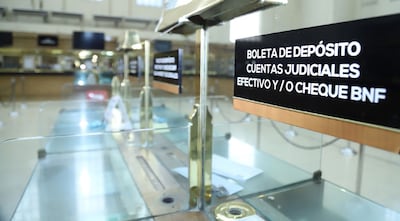 BOLETA DE DEPÓSITO
CUENTAS JUDICIALES
EFECTIVO Y / O CHEQUE BNF